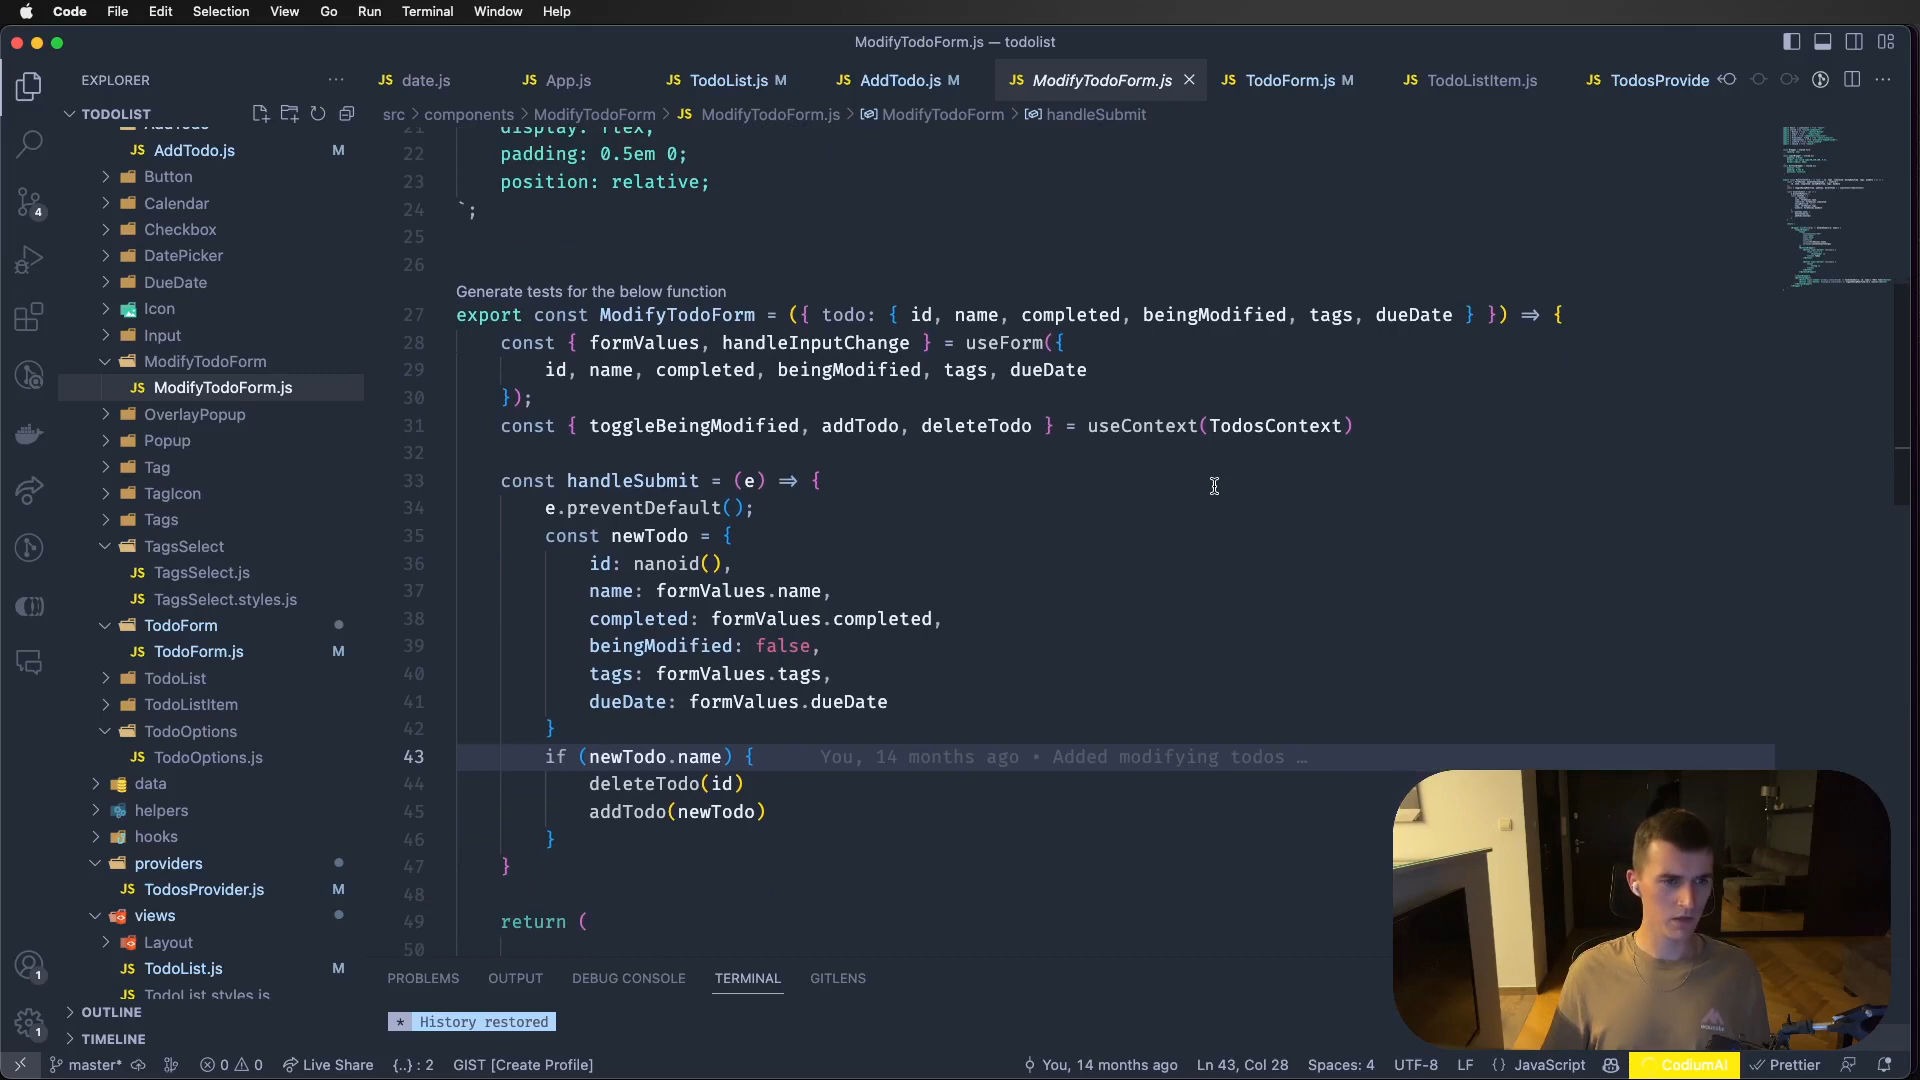 Code File Edit Selection View Go Run Terminal Window Help
ModifyTodoForm.js — todolist
EXPLORER
JS date.js
JS App.js
JS TodoList.js M
JS AddTodo.js M
JS ModifyTodoForm.js
JS TodoForm.js M
JS TodoListItem.js
JS TodosProvide
TODOLIST
src > components > ModifyTodoForm > JS ModifyTodoForm.js > ModifyTodoForm > handleSubmit
AddTodo
JS AddTodo.js M
Button
Calendar
Checkbox
DatePicker
DueDate
Icon
Input
ModifyTodoForm
JS ModifyTodoForm.js
OverlayPopup
Popup
Tag
TagIcon
Tags
TagsSelect
JS TagsSelect.js
JS TagsSelect.styles.js
TodoForm
JS TodoForm.js M
TodoList
TodoListItem
TodoOptions
JS TodoOptions.js
data
helpers
hooks
providers
JS TodosProvider.js M
views
Layout
JS TodoList.js M
JS TodoList.styles.js
OUTLINE
TIMELINE
4
1
1
21 display: flex;
22 padding: 0.5em 0;
23 position: relative;
24 `;
25
26
Generate tests for the below function
27 export const ModifyTodoForm = ({ todo: { id, name, completed, beingModified, tags, dueDate } }) => {
28 const { formValues, handleInputChange } = useForm({
29 id, name, completed, beingModified, tags, dueDate
30 });
31 const { toggleBeingModified, addTodo, deleteTodo } = useContext(TodosContext)
32
33 const handleSubmit = (e) => {
34 e.preventDefault();
35 const newTodo = {
36 id: nanoid(),
37 name: formValues.name,
38 completed: formValues.completed,
39 beingModified: false,
40 tags: formValues.tags,
41 dueDate: formValues.dueDate
42 }
43 if (newTodo.name) { You, 14 months ago • Added modifying todos …
44 deleteTodo(id)
45 addTodo(newTodo)
46 }
47 }
48
49 return (
50
PROBLEMS OUTPUT DEBUG CONSOLE TERMINAL GITLENS
* History restored
master* 0 0 Live Share {..} : 2 GIST [Create Profile] You, 14 months ago Ln 43, Col 28 Spaces: 4 UTF-8 LF {} JavaScript CodiumAI Prettier